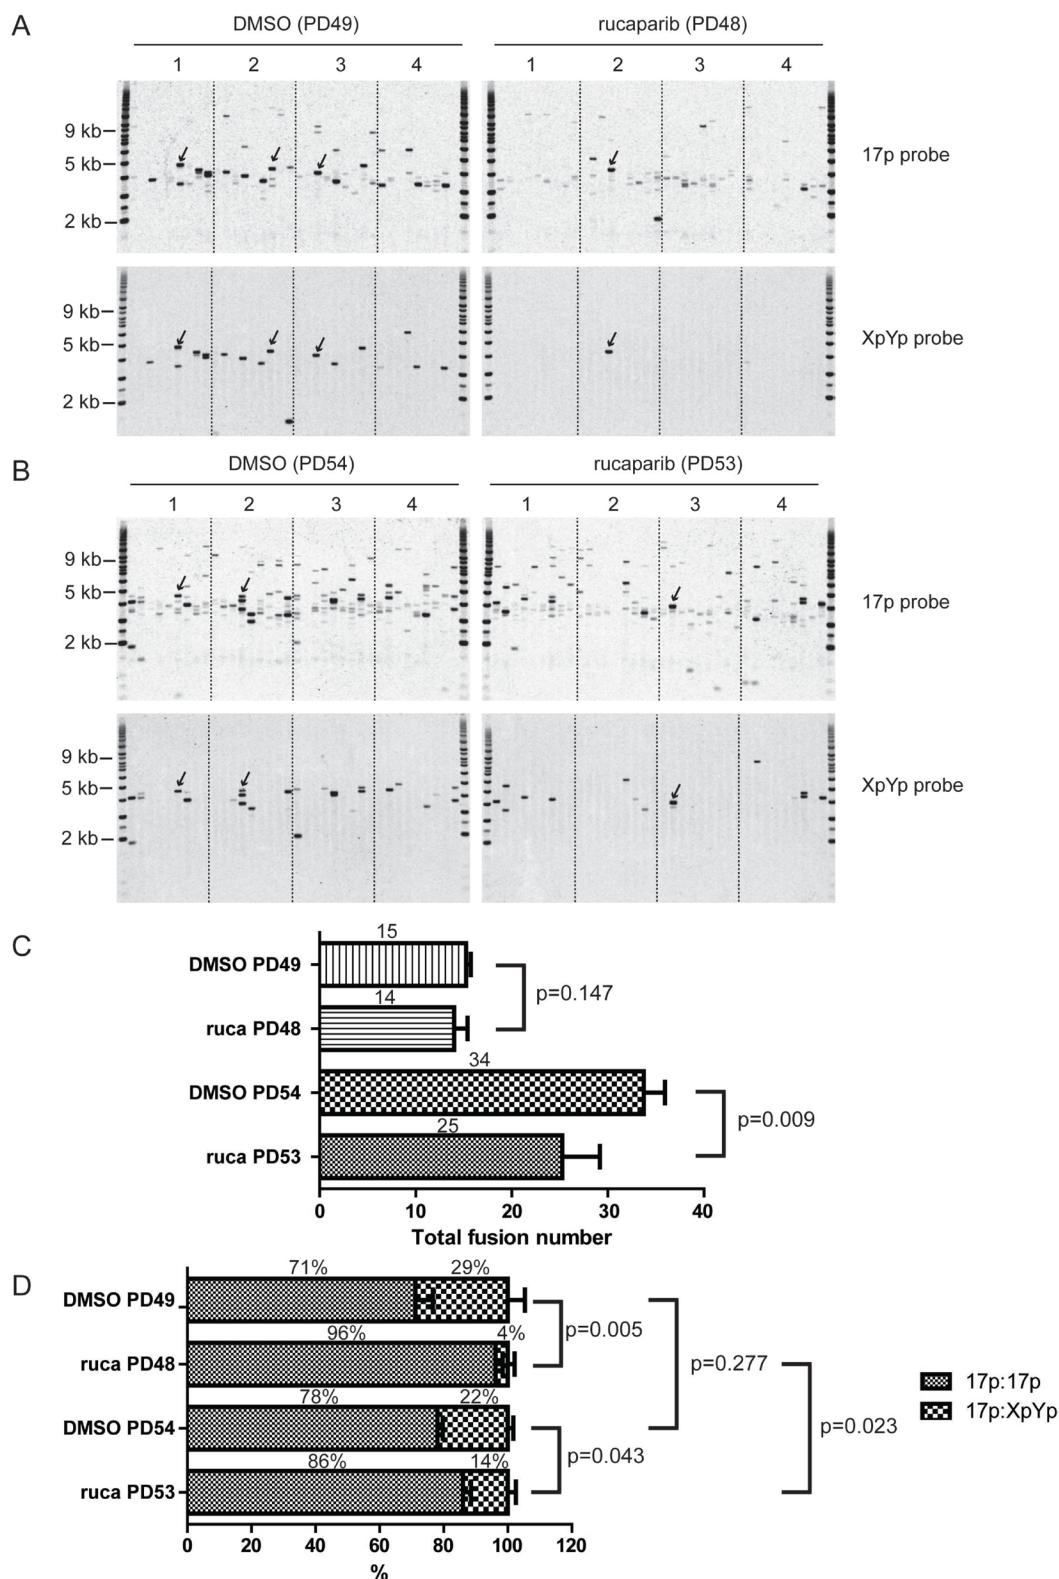 A
DMSO (PD49)
rucaparib (PD48)
1 2 3 4 1 2 3 4
9 kb
5 kb
2 kb
17p probe
9 kb
5 kb
2 kb
XpYp probe
B
DMSO (PD54)
rucaparib (PD53)
1 2 3 4 1 2 3 4
9 kb
5 kb
2 kb
17p probe
9 kb
5 kb
2 kb
XpYp probe
C
15
DMSO PD49
14
ruca PD48
p=0.147
34
DMSO PD54
25
ruca PD53
p=0.009
0 10 20 30 40
Total fusion number
D
71% 29%
DMSO PD49
96% 4%
ruca PD48
p=0.005
78% 22%
DMSO PD54
86% 14%
ruca PD53
p=0.043
p=0.277
p=0.023
17p:17p
17p:XpYp
0 20 40 60 80 100 120
%